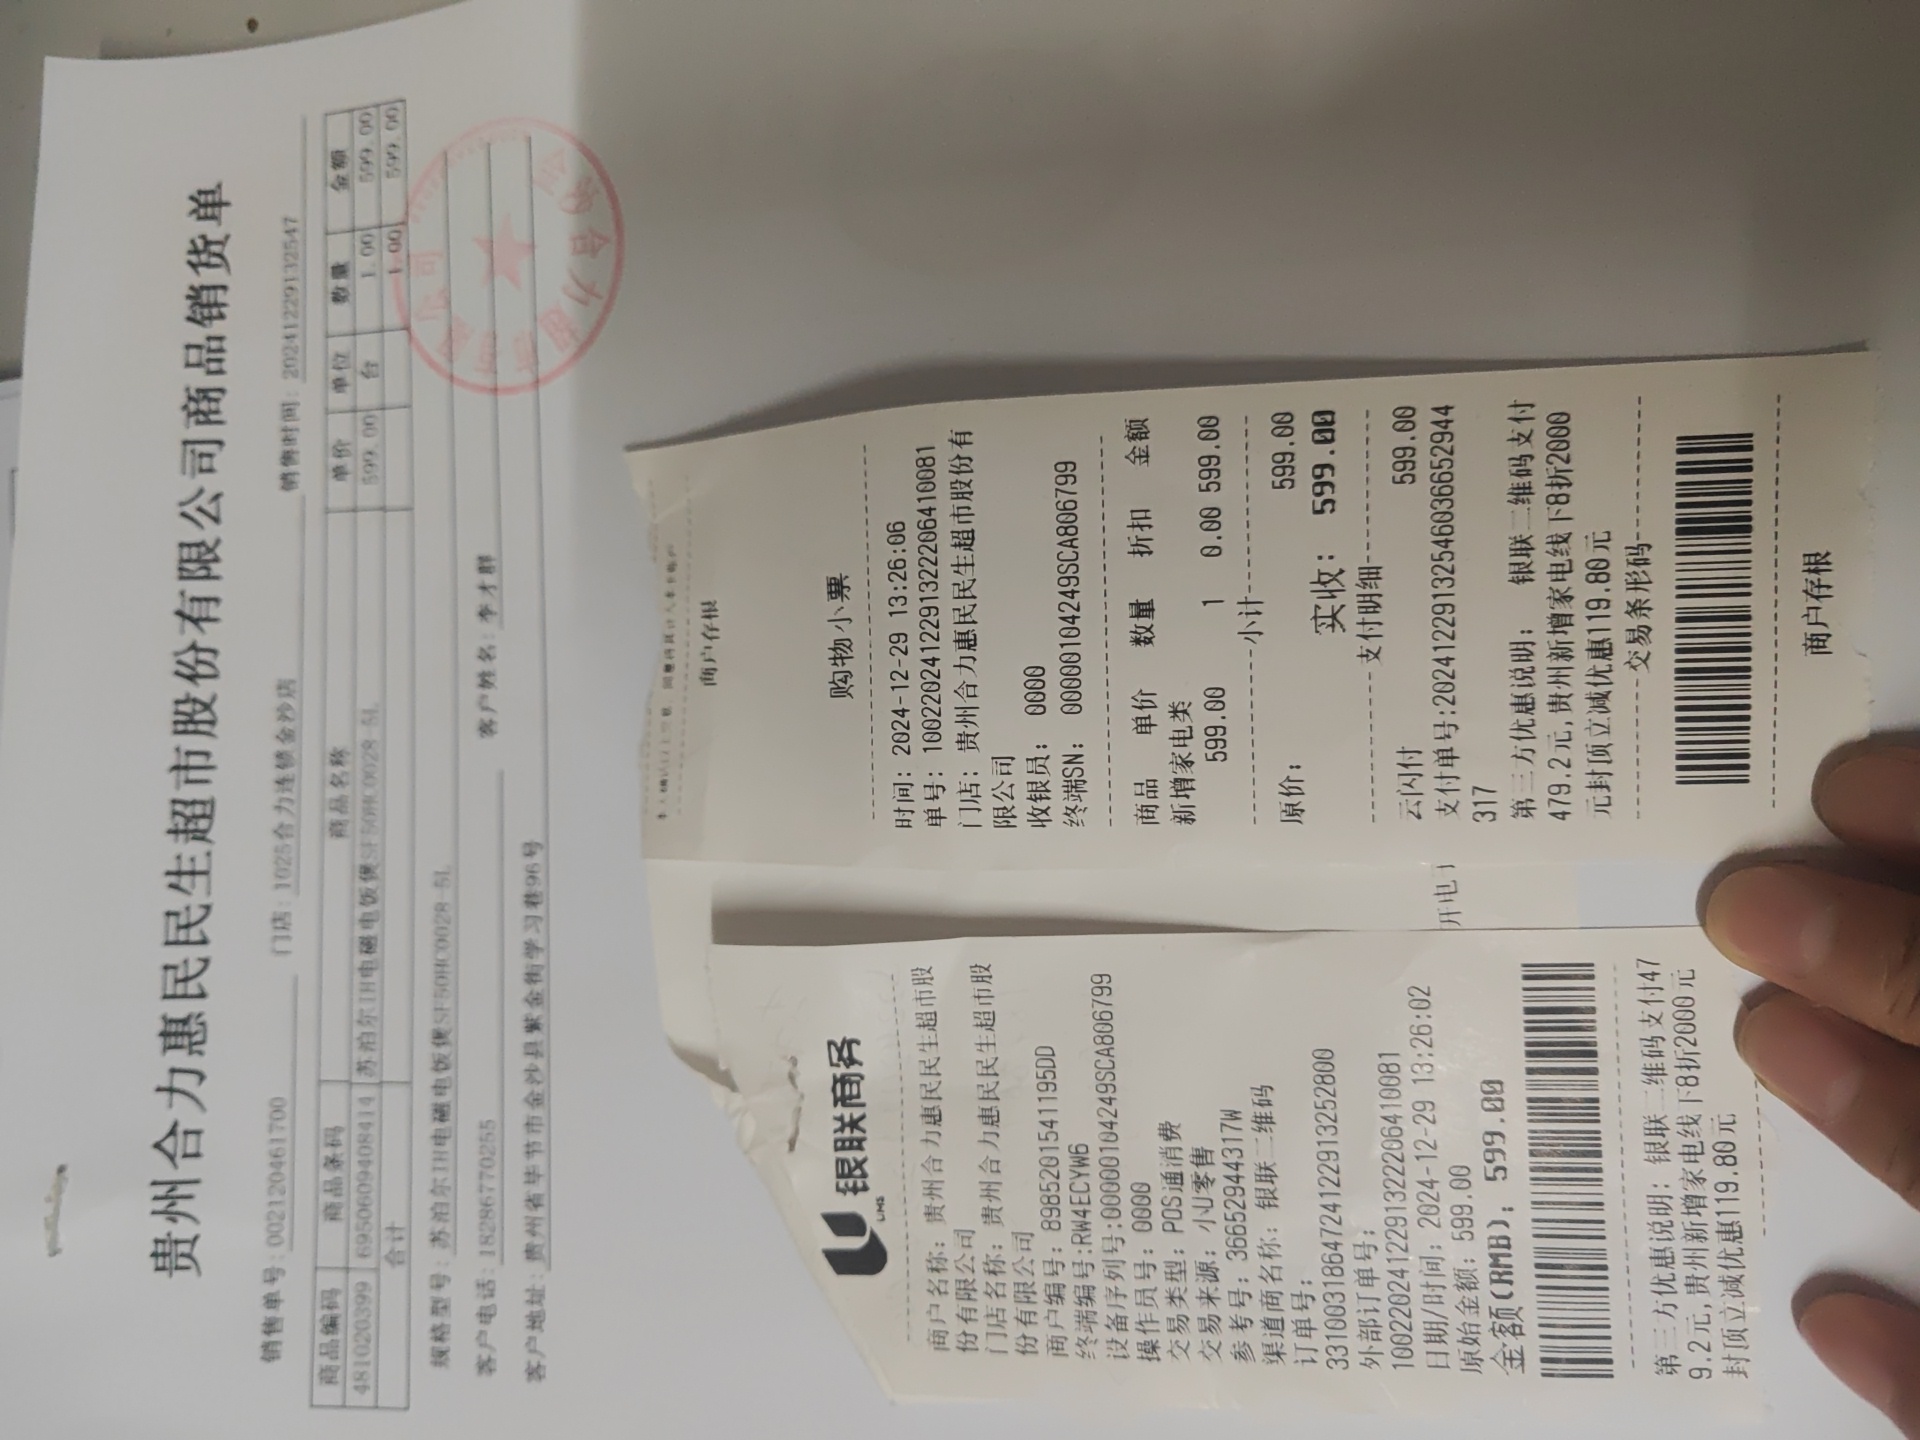 贵州合力惠民民生超市股份有限公司商品销货单
销售单号: 002120461700 门店: 1025合力连锁金沙店 销售时间: 20241229132547
商品编码 商品条码 商品名称 单价 单位 数量 金额
481020399 6950609408414 苏泊尔IH电磁电饭煲SF50HC0028-5L 599.00 台 1.00 599.00
合计 1.00 599.00
规格型号: 苏泊尔IH电磁电饭煲SF50HC0028-5L
客户电话: 18286770255 客户姓名: 李才群
客户地址: 贵州省毕节市金沙县紫金街学习巷96号
银联商务
UMS
商户名称: 贵州合力惠民民生超市股
份有限公司
门店名称: 贵州合力惠民民生超市股
份有限公司
商户编号: 89852015411195DD
终端编号:RW4ECYW6
设备序列号:00000104249SCA806799
操作员号: 0000
交易类型: POS通消费
交易来源: 小U零售
参考号: 36652944317W
渠道商名称: 银联二维码
订单号:
33100318647241229132528​00
外部订单号:
10022024122913222064​10081
日期/时间: 2024-12-29 13:26:02
原始金额: 599.00
金额(RMB): 599.00
第三方优惠说明: 银联二维码支付47
9.2元,贵州新增家电线下8折2000元
封顶立减优惠119.80元
商户存根
购物小票
时间: 2024-12-29 13:26:06
单号: 10022024122913222064​10081
门店: 贵州合力惠民民生超市股份有
限公司
收银员: 0000
终端SN: 00000104249SCA806799
商品 单价 数量 折扣 金额
新增家电类
599.00 1 0.00 599.00
小计
原价: 599.00
实收: 599.00
支付明细
云闪付 599.00
支付单号:20241229132546036652944
317
第三方优惠说明: 银联二维码支付
479.2元,贵州新增家电线下8折2000
元封顶立减优惠119.80元
交易条形码
商户存根